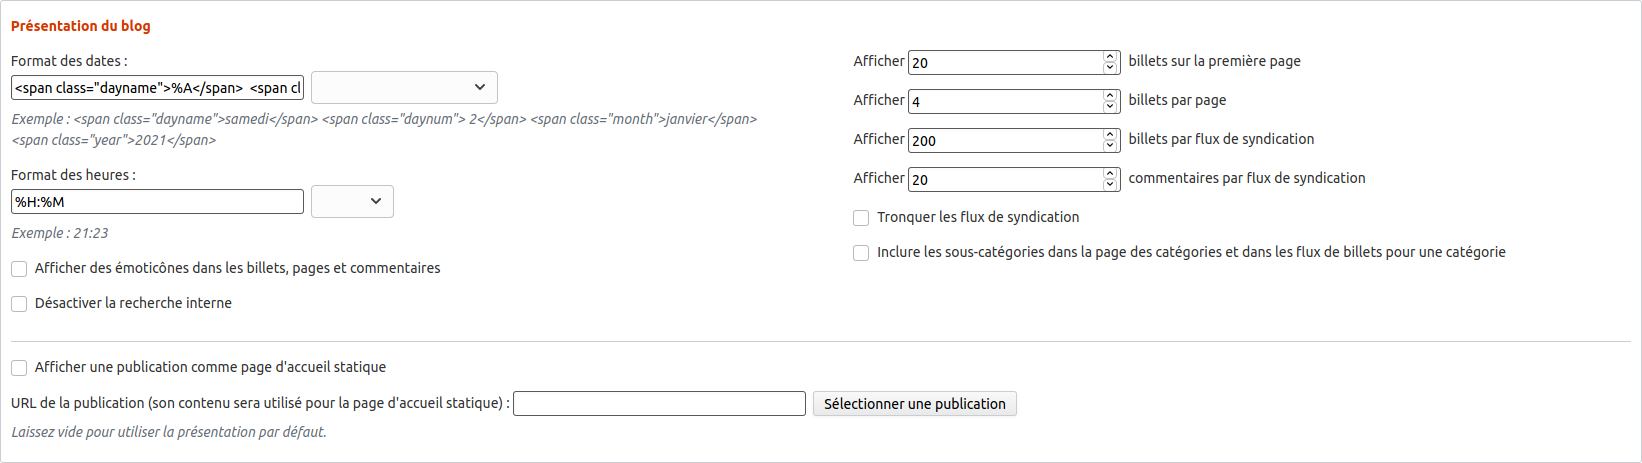 Présentation du blog
Format des dates :
<span class="dayname">%A</span> <span cl
Exemple : <span class="dayname">samedi</span> <span class="daynum"> 2</span> <span class="month">janvier</span>
<span class="year">2021</span>
Format des heures :
%H:%M
Exemple : 21:23
Afficher des émoticônes dans les billets, pages et commentaires
Désactiver la recherche interne
Afficher 20 billets sur la première page
Afficher 4 billets par page
Afficher 200 billets par flux de syndication
Afficher 20 commentaires par flux de syndication
Tronquer les flux de syndication
Inclure les sous-catégories dans la page des catégories et dans les flux de billets pour une catégorie
Afficher une publication comme page d'accueil statique
URL de la publication (son contenu sera utilisé pour la page d'accueil statique) : Sélectionner une publication
Laissez vide pour utiliser la présentation par défaut.